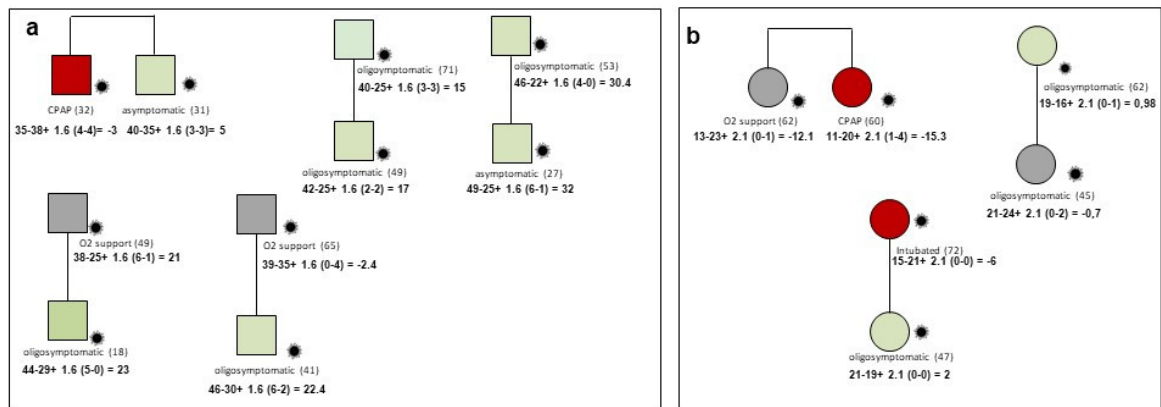 a
CPAP (32)
35-38+ 1.6 (4-4)= -3
asymptomatic (31)
40-35+ 1.6 (3-3)= 5
oligosymptomatic (71)
40-25+ 1.6 (3-3) = 15
oligosymptomatic (53)
46-22+ 1.6 (4-0) = 30.4
oligosymptomatic (49)
42-25+ 1.6 (2-2) = 17
asymptomatic (27)
49-25+ 1.6 (6-1) = 32
O2 support (49)
38-25+ 1.6 (6-1) = 21
O2 support (65)
39-35+ 1.6 (0-4) = -2.4
oligosymptomatic (18)
44-29+ 1.6 (5-0) = 23
oligosymptomatic (41)
46-30+ 1.6 (6-2) = 22.4
b
O2 support (62)
13-23+ 2.1 (0-1) = -12.1
CPAP (60)
11-20+ 2.1 (1-4) = -15.3
oligosymptomatic (62)
19-16+ 2.1 (0-1) = 0,98
oligosymptomatic (45)
21-24+ 2.1 (0-2) = -0,7
Intubated (72)
15-21+ 2.1 (0-0) = -6
oligosymptomatic (47)
21-19+ 2.1 (0-0) = 2